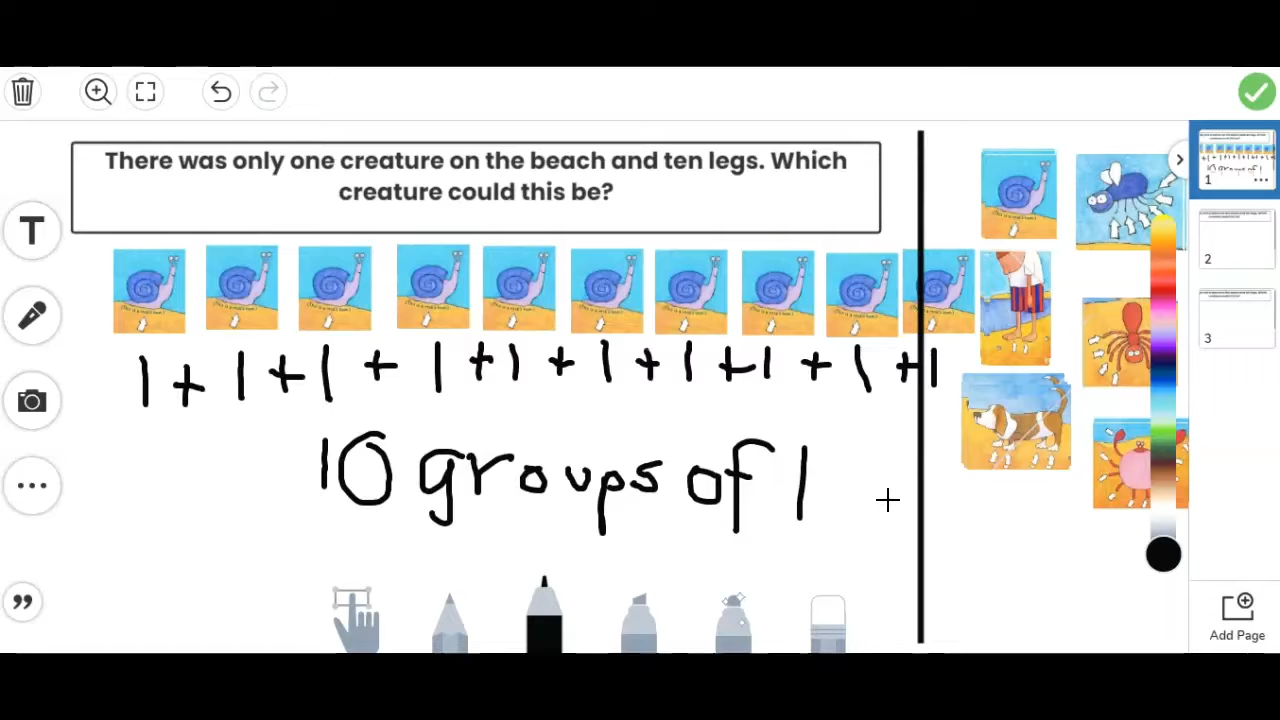 There was only one creature on the beach and ten legs. Which
creature could this be?
1 + 1 + 1 + 1 + 1 + 1 + 1 + 1 + 1 + 1
10 groups of 1
T
1
2
3
Add Page